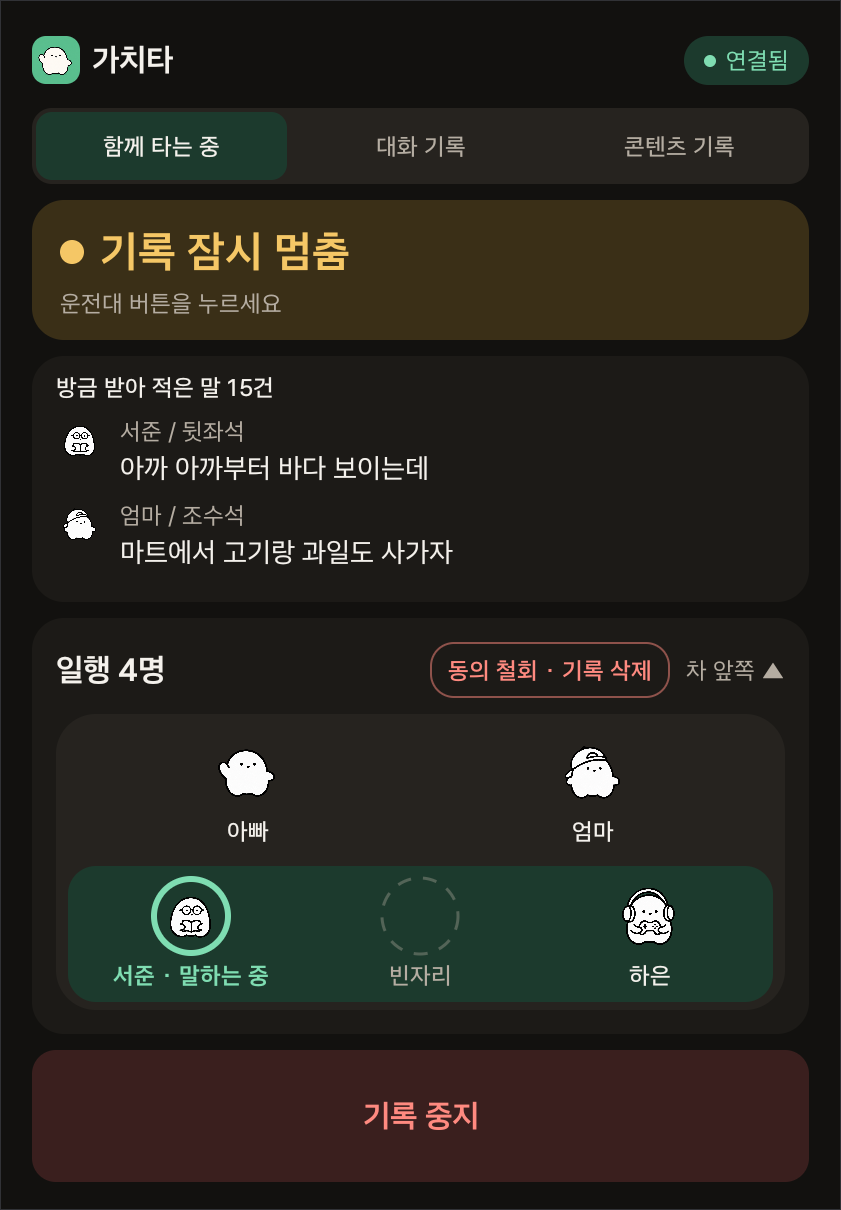 가치타
연결됨
함께 타는 중
대화 기록
콘텐츠 기록
기록 잠시 멈춤
운전대 버튼을 누르세요
방금 받아 적은 말 15건
서준 / 뒷좌석
아까 아까부터 바다 보이는데
엄마 / 조수석
마트에서 고기랑 과일도 사가자
일행 4명
동의 철회 · 기록 삭제
차 앞쪽 ▲
아빠
엄마
서준 · 말하는 중
빈자리
하은
기록 중지